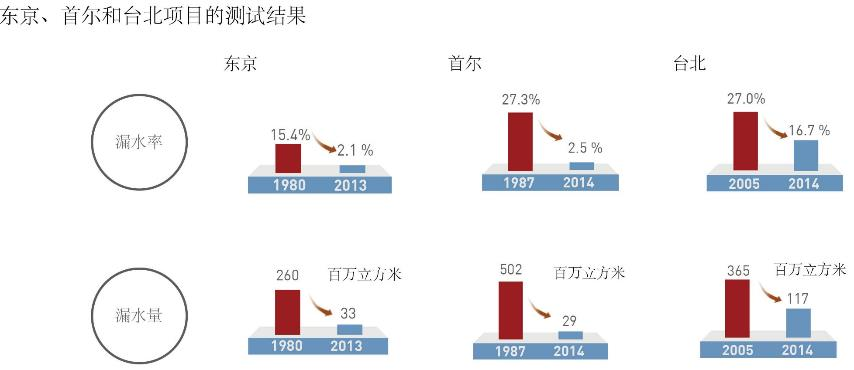 东京、首尔和台北项目的测试结果
东京
首尔
台北
漏水率
15.4%
2.1 %
1980
2013
27.3%
2.5 %
1987
2014
27.0%
16.7 %
2005
2014
漏水量
260
百万立方米
33
1980
2013
502
百万立方米
29
1987
2014
365
百万立方米
117
2005
2014